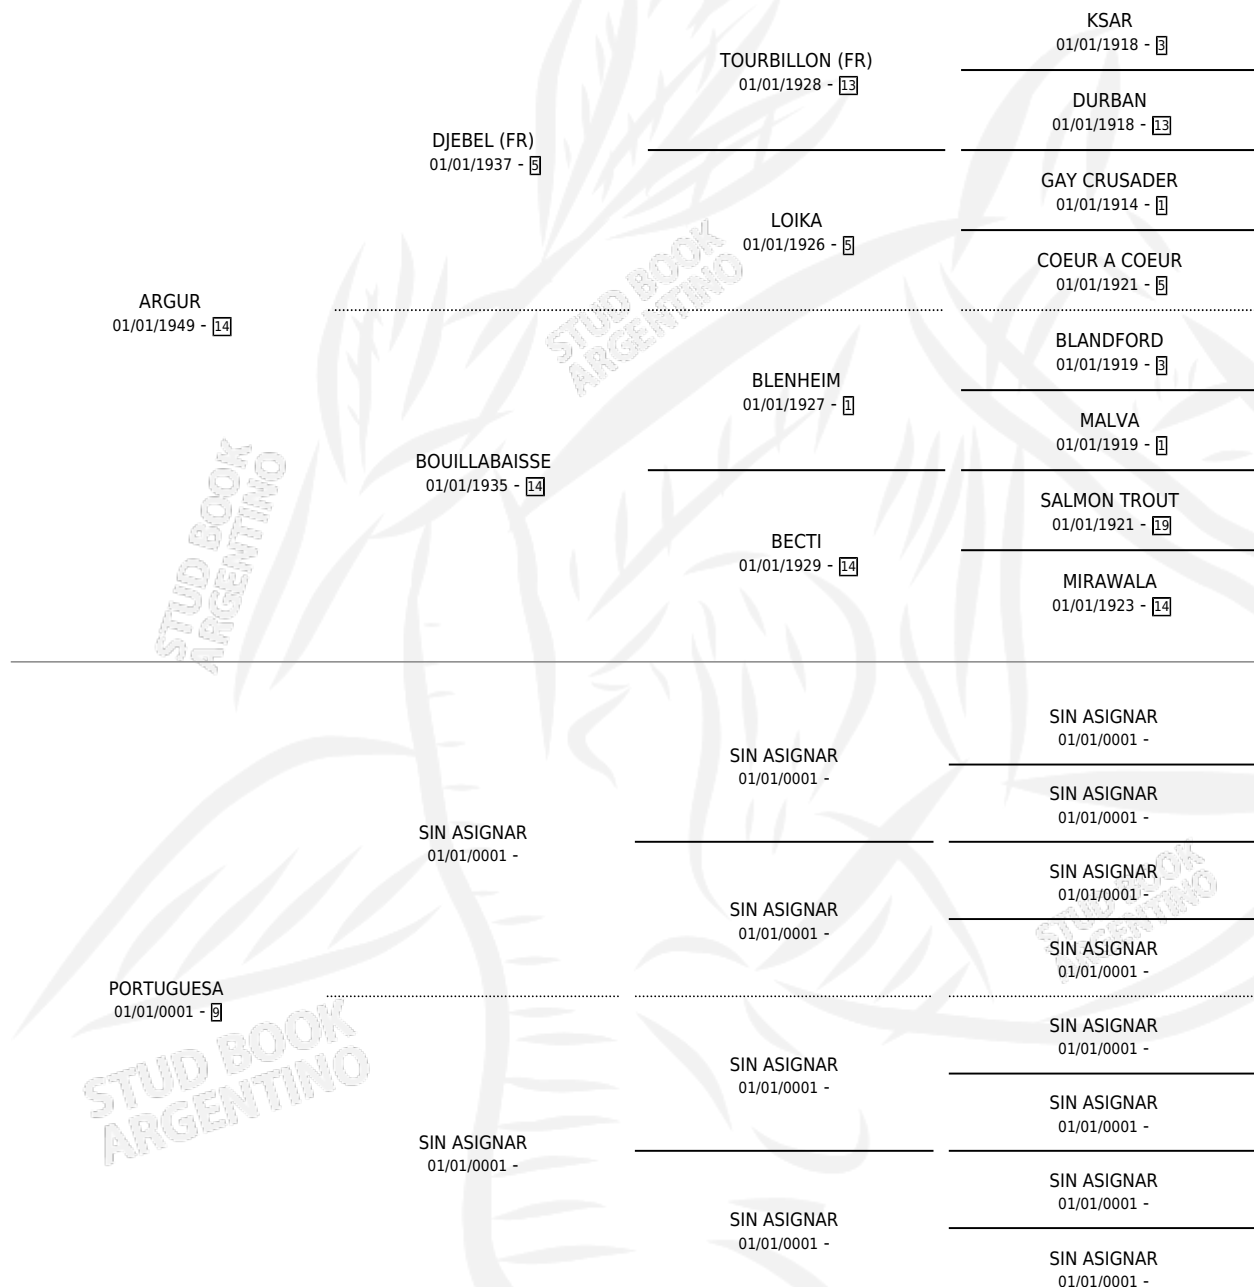 KSAR
01/01/1918 - 3
TOURBILLON (FR)
01/01/1928 - 13
DURBAN
01/01/1918 - 13
DJEBEL (FR)
01/01/1937 - 5
GAY CRUSADER
01/01/1914 - 1
LOIKA
01/01/1926 - 5
COEUR A COEUR
01/01/1921 - 5
ARGUR
01/01/1949 - 14
BLANDFORD
01/01/1919 - 3
BLENHEIM
01/01/1927 - 1
MALVA
01/01/1919 - 1
BOUILLABAISSE
01/01/1935 - 14
SALMON TROUT
01/01/1921 - 19
BECTI
01/01/1929 - 14
MIRAWALA
01/01/1923 - 14
STUD BOOK
ARGENTINO
STUD BOOK
ARGENTINO
SIN ASIGNAR
01/01/0001 -
SIN ASIGNAR
01/01/0001 -
SIN ASIGNAR
01/01/0001 -
SIN ASIGNAR
01/01/0001 -
SIN ASIGNAR
01/01/0001 -
SIN ASIGNAR
01/01/0001 -
SIN ASIGNAR
01/01/0001 -
PORTUGUESA
01/01/0001 - 9
SIN ASIGNAR
01/01/0001 -
SIN ASIGNAR
01/01/0001 -
SIN ASIGNAR
01/01/0001 -
SIN ASIGNAR
01/01/0001 -
SIN ASIGNAR
01/01/0001 -
SIN ASIGNAR
01/01/0001 -
SIN ASIGNAR
01/01/0001 -
STUD BOOK
ARGENTINO
STUD BOOK
ARGENTINO